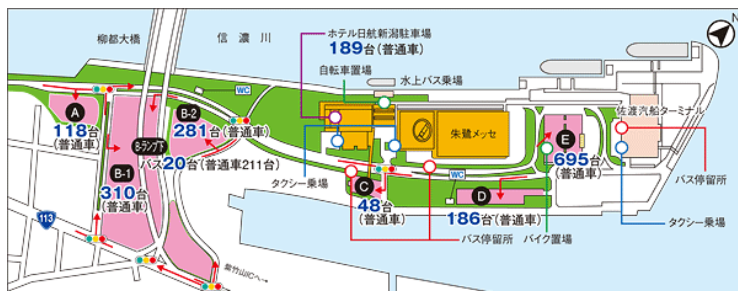 柳都大橋
信濃川
ホテル日航新潟駐車場
189台(普通車)
自転車置場
水上バス乗場
N
WC
A
118台
(普通車)
B-1
310台
(普通車)
B-2
281台
(普通車)
B-ランプ下
バス20台(普通車211台)
タクシー乗場
朱鷺メッセ
佐渡汽船ターミナル
E
695台
(普通車)
バス停留所
WC
C
48台
(普通車)
D
186台(普通車)
バス停留所
バイク置場
タクシー乗場
113
紫竹山ICへ